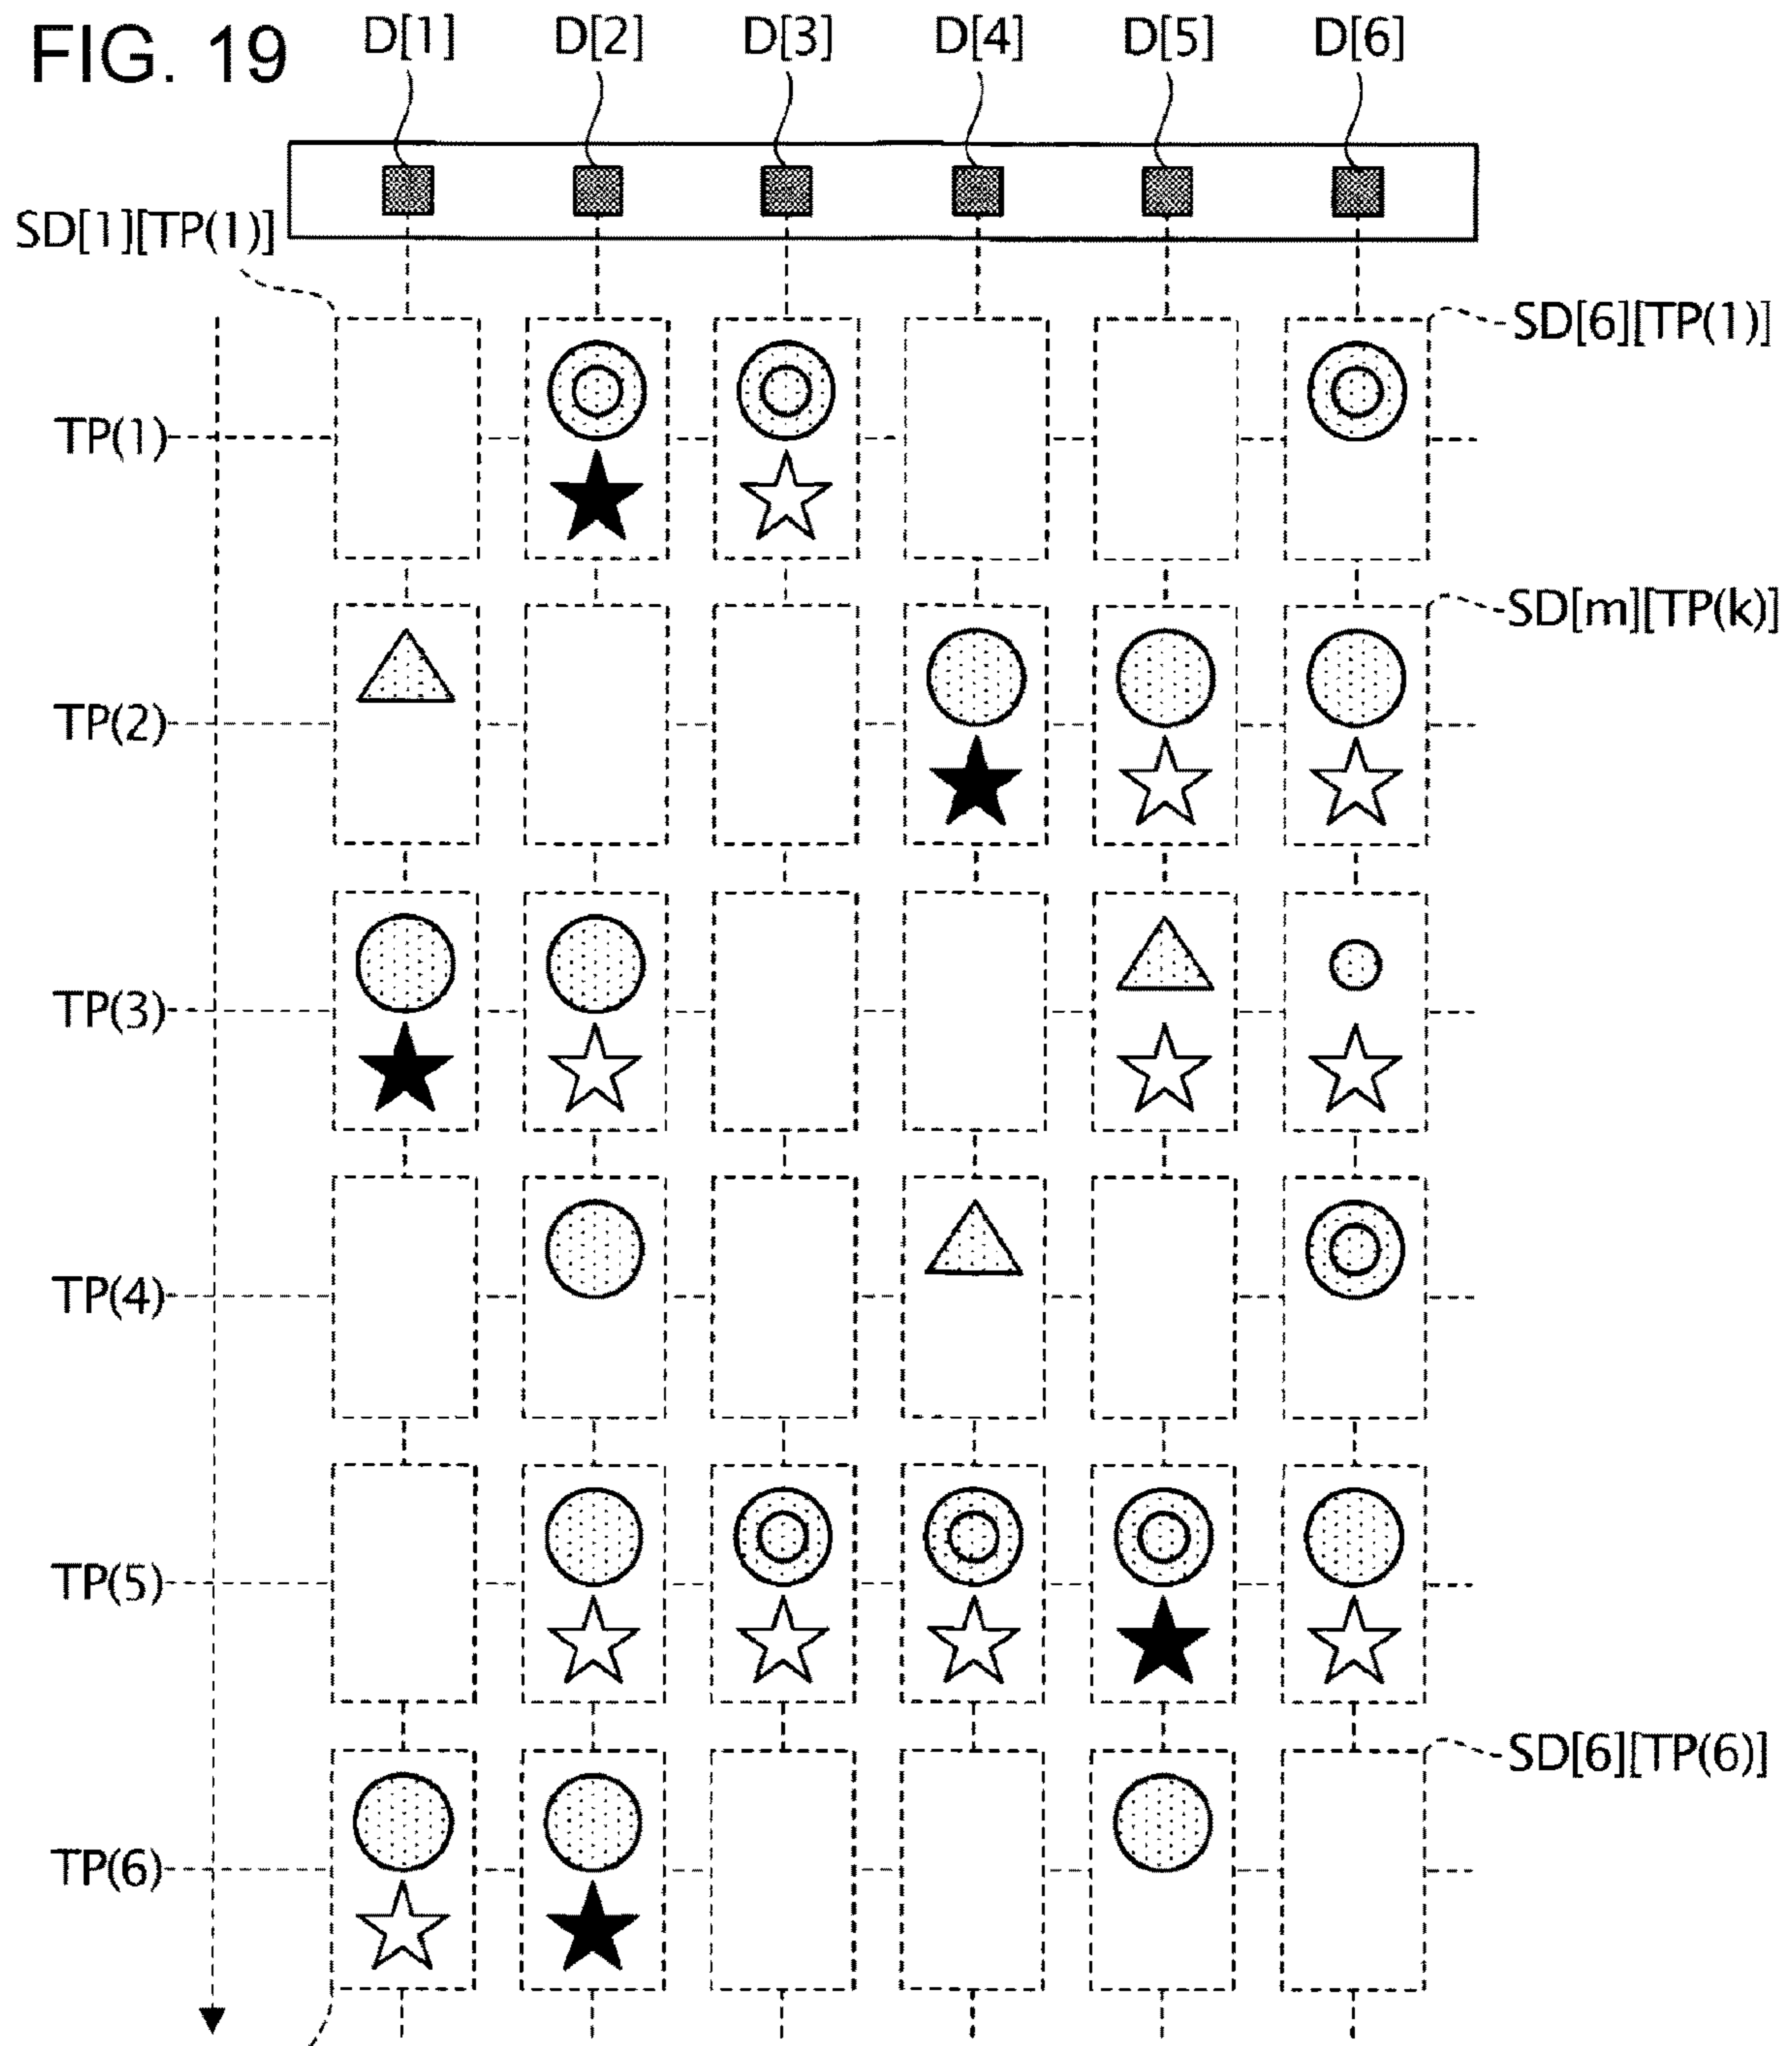 FIG. 19
D[1] D[2] D[3] D[4] D[5] D[6]
SD[1][TP(1)]
SD[6][TP(1)]
TP(1)
SD[m][TP(k)]
TP(2)
TP(3)
TP(4)
TP(5)
SD[6][TP(6)]
TP(6)